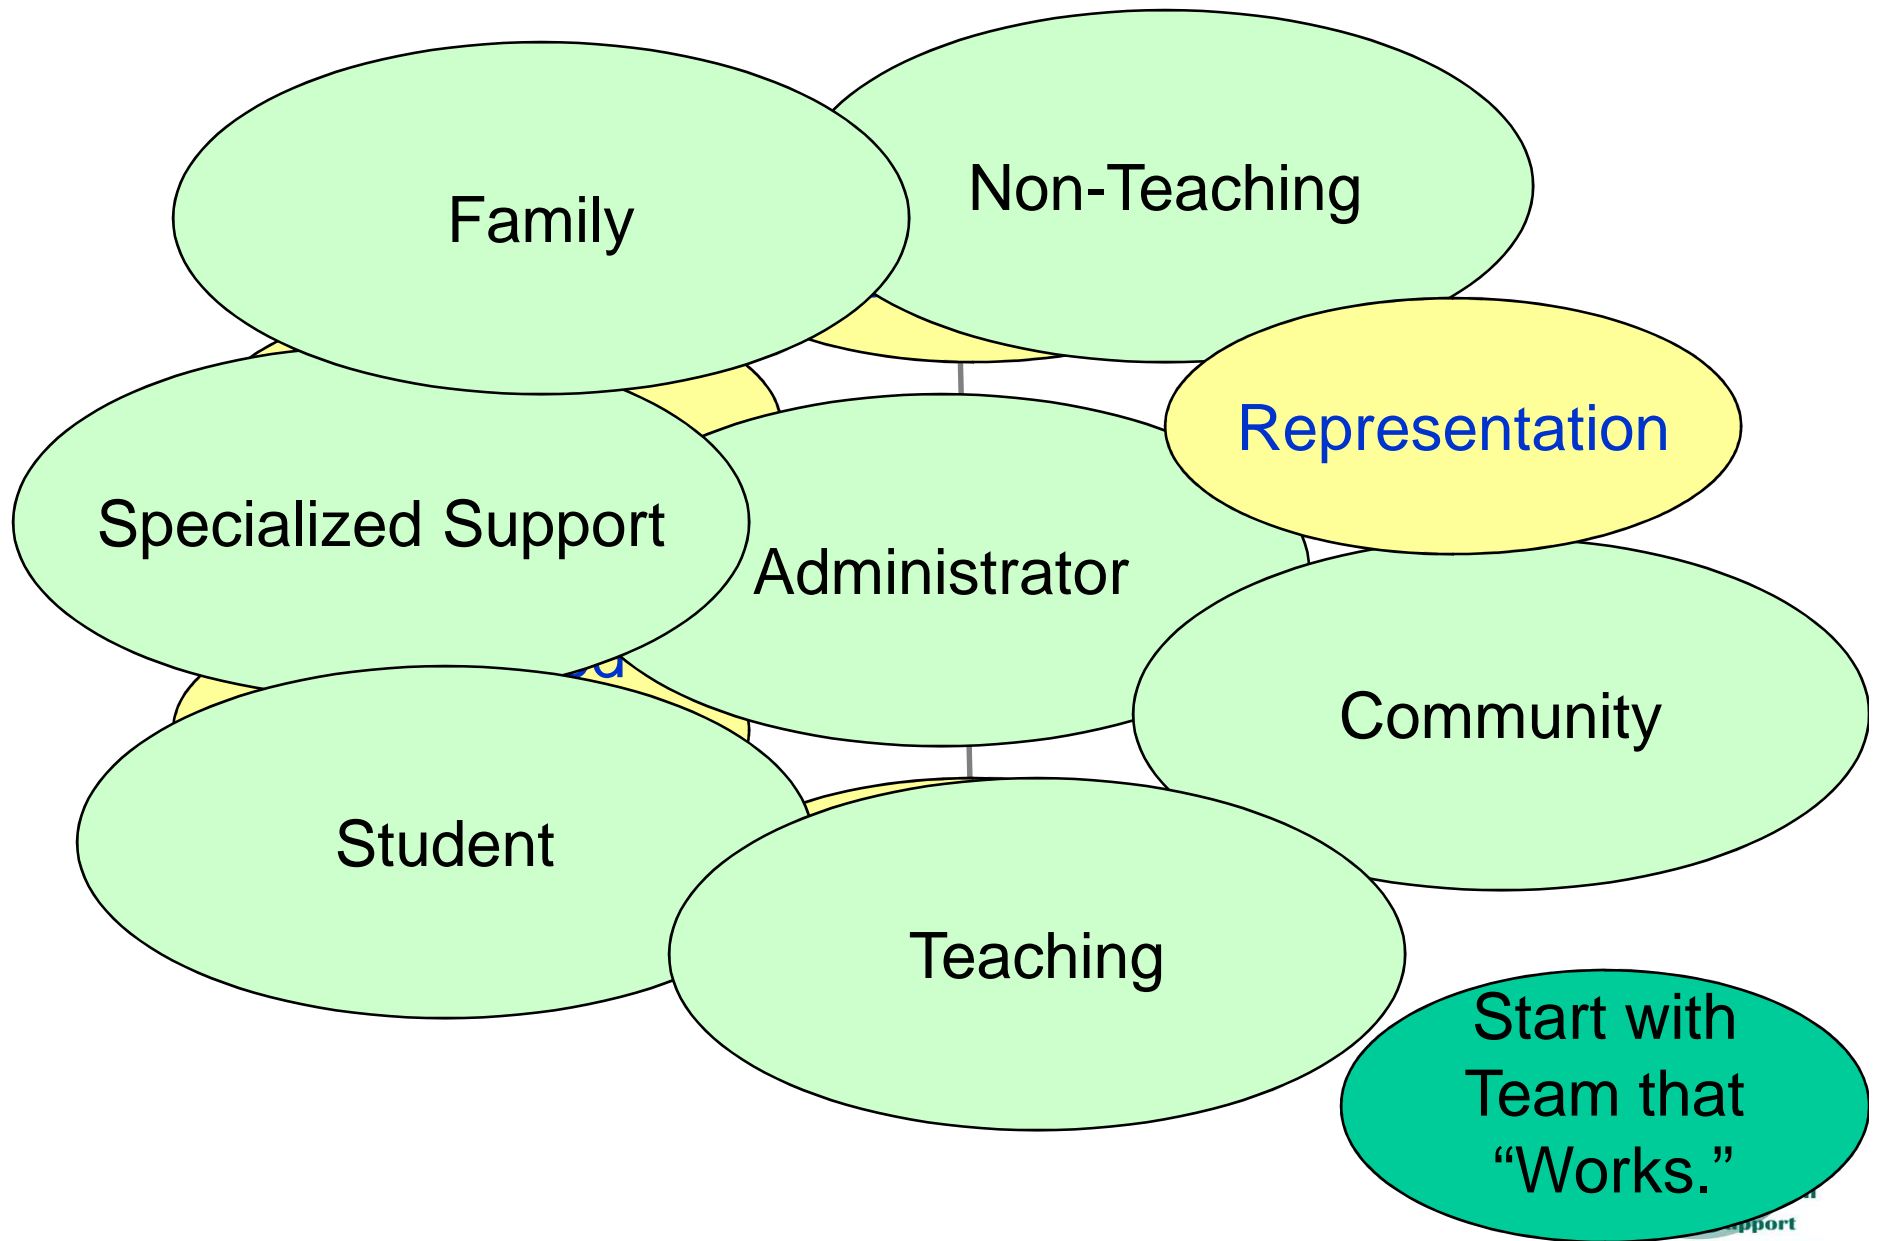 Non-Teaching
Family
Representation
Specialized Support
Administrator
Community
Student
Teaching
Start with
Team that
“Works.”